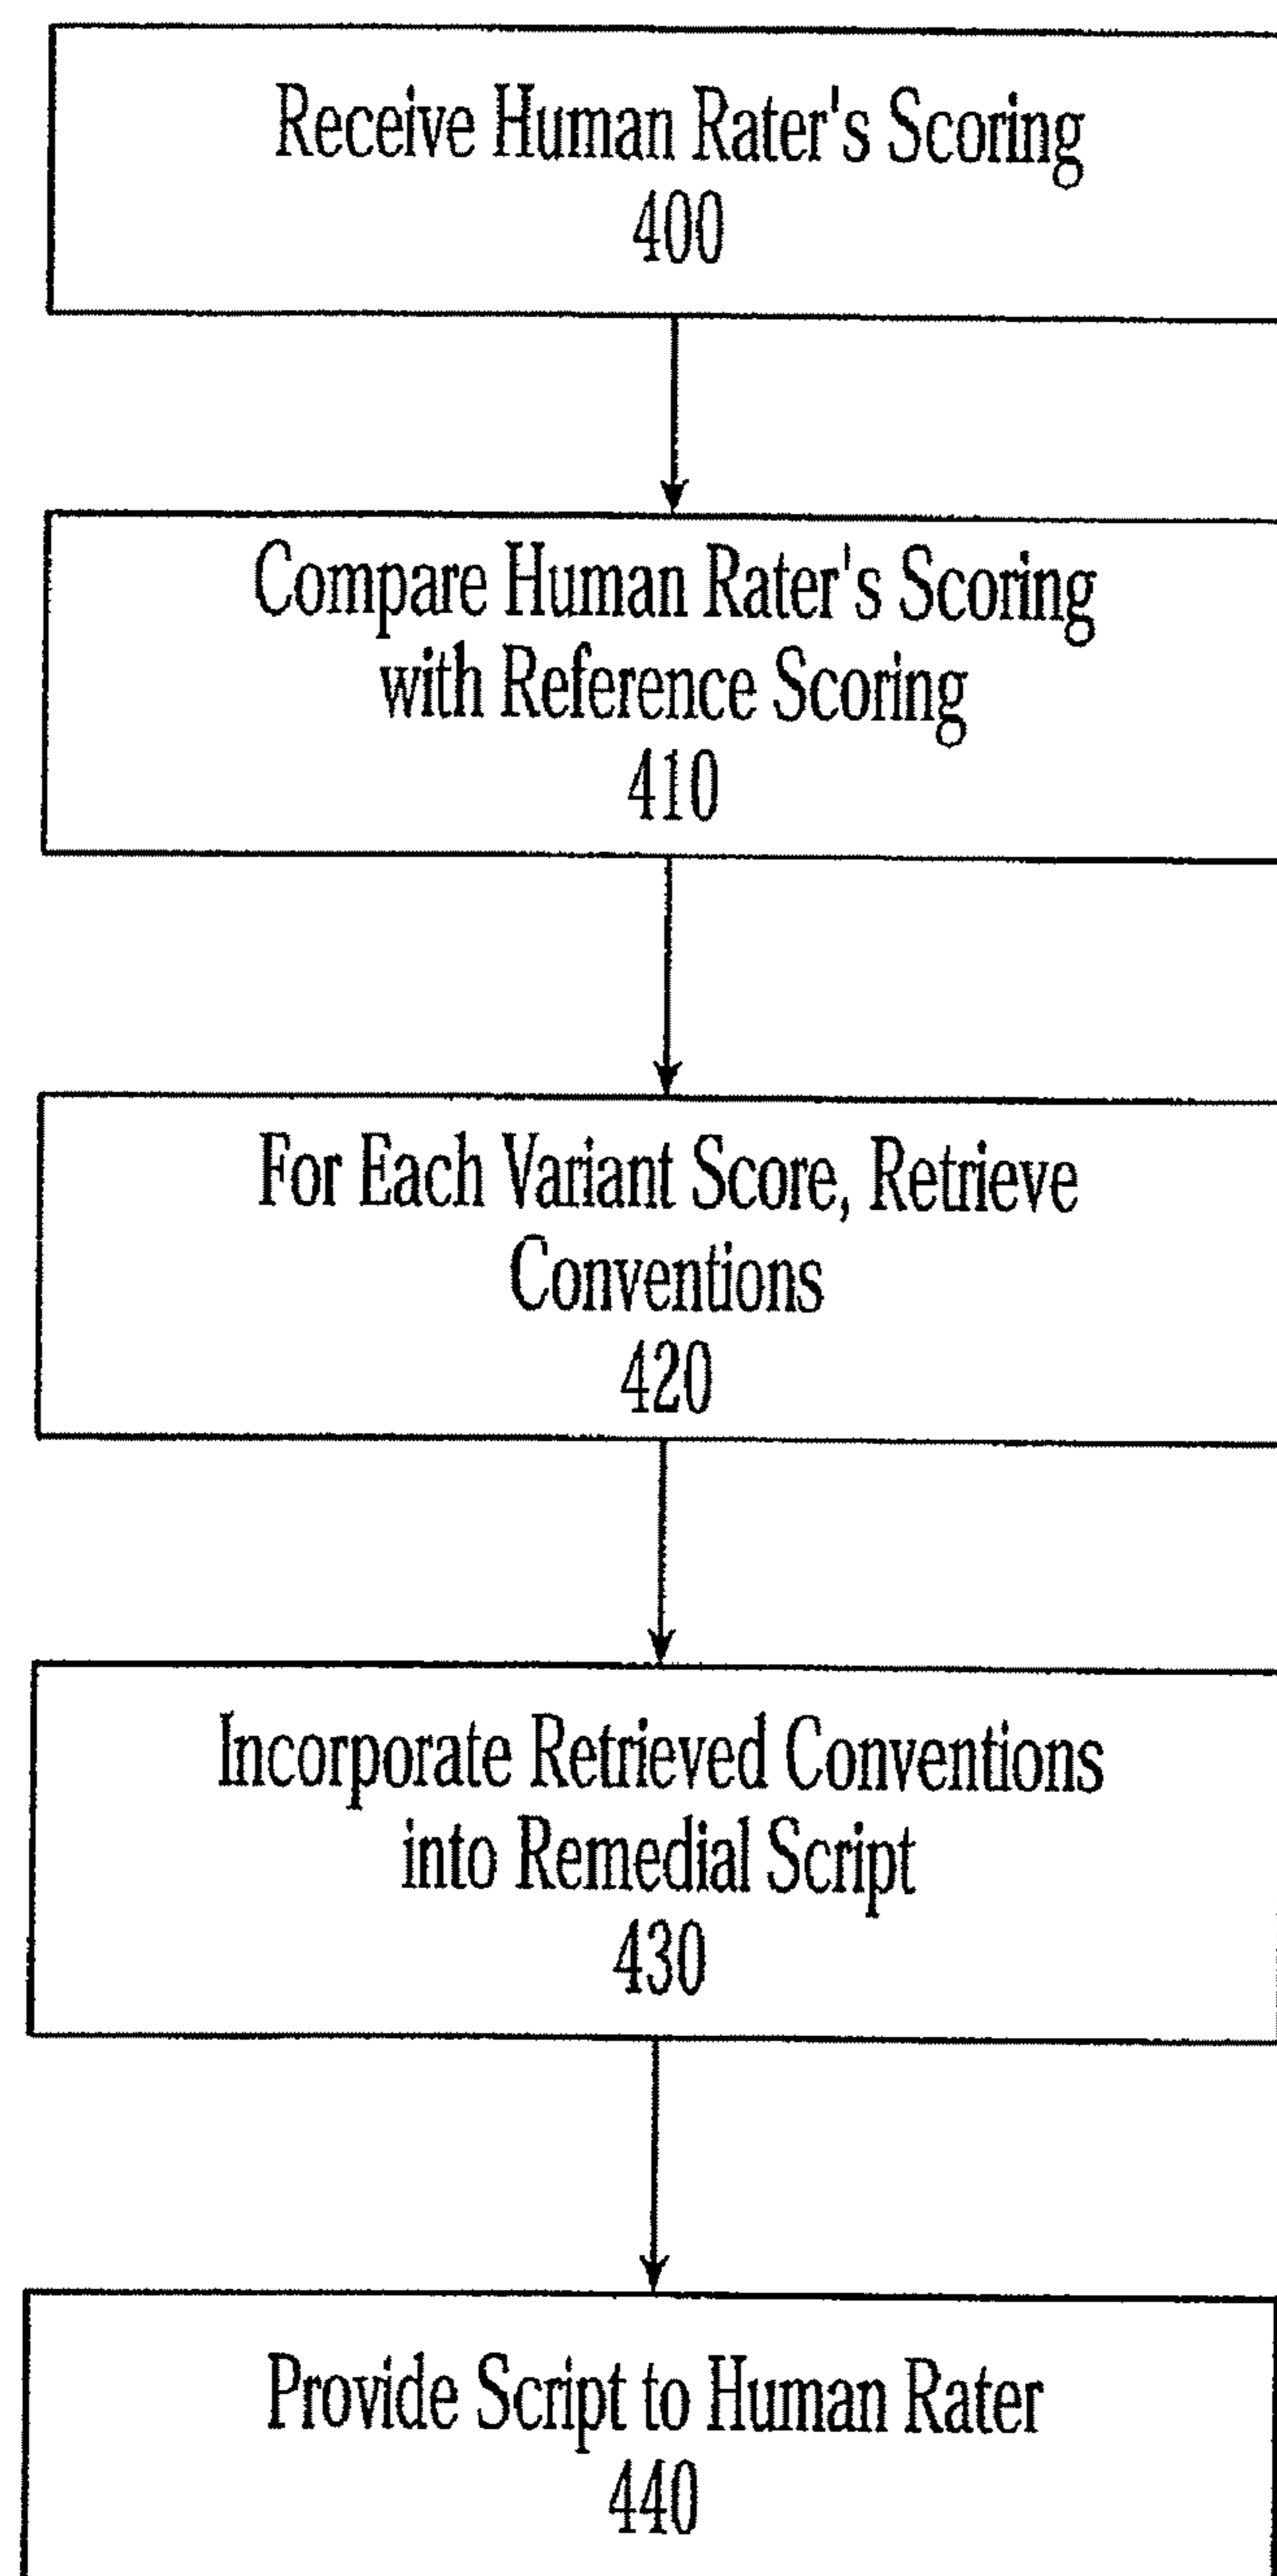 Receive Human Rater's Scoring
400
Compare Human Rater's Scoring
with Reference Scoring
410
For Each Variant Score, Retrieve
Conventions
420
Incorporate Retrieved Conventions
into Remedial Script
430
Provide Script to Human Rater
440